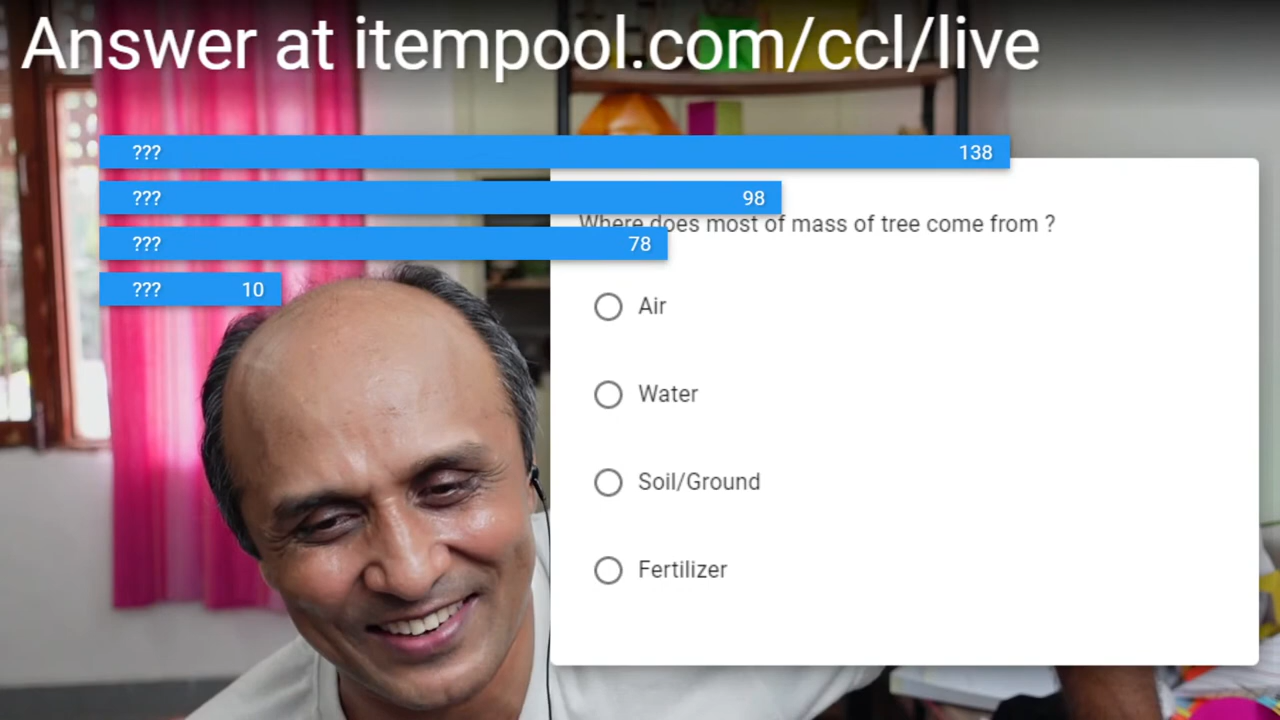 Answer at itempool.com/ccl/live
??? 138
??? 98
Where does most of mass of tree come from ?
??? 78
??? 10
Air
Water
Soil/Ground
Fertilizer